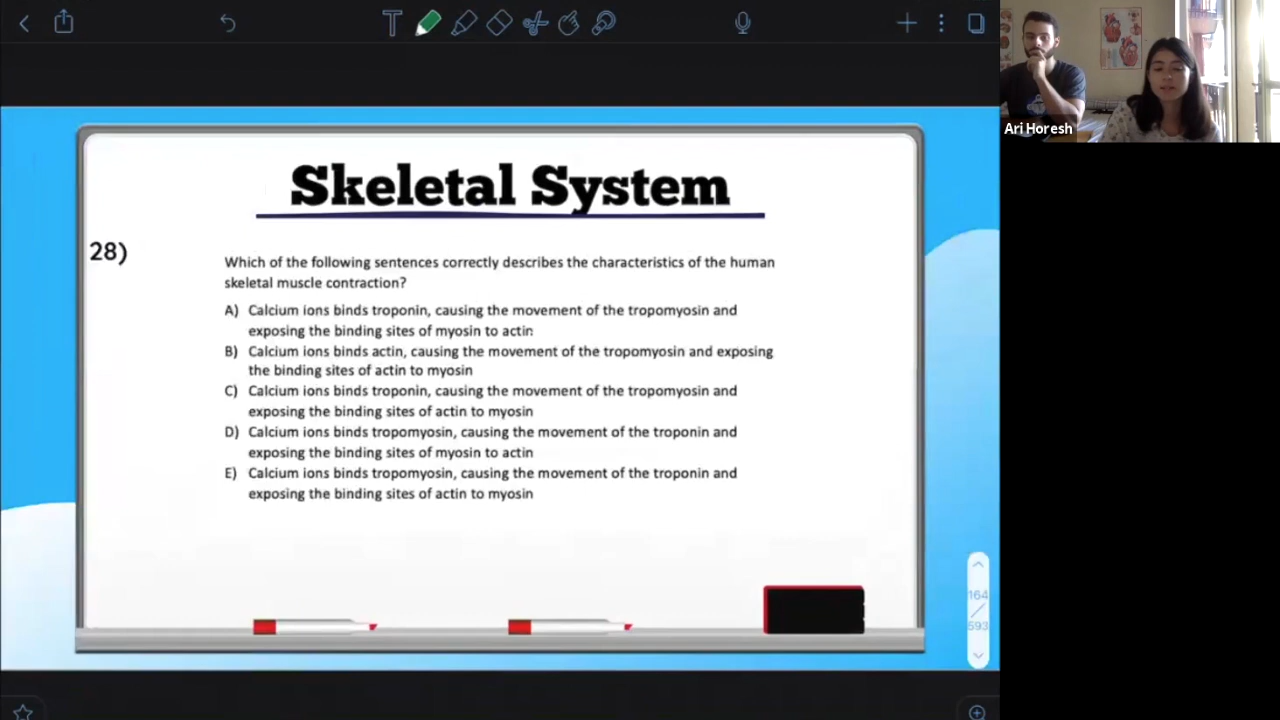 Ari Horesh
Skeletal System
28)
Which of the following sentences correctly describes the characteristics of the human
skeletal muscle contraction?
A) Calcium ions binds troponin, causing the movement of the tropomyosin and
exposing the binding sites of myosin to actin
B) Calcium ions binds actin, causing the movement of the tropomyosin and exposing
the binding sites of actin to myosin
C) Calcium ions binds troponin, causing the movement of the tropomyosin and
exposing the binding sites of actin to myosin
D) Calcium ions binds tropomyosin, causing the movement of the troponin and
exposing the binding sites of myosin to actin
E) Calcium ions binds tropomyosin, causing the movement of the troponin and
exposing the binding sites of actin to myosin
164
/
593